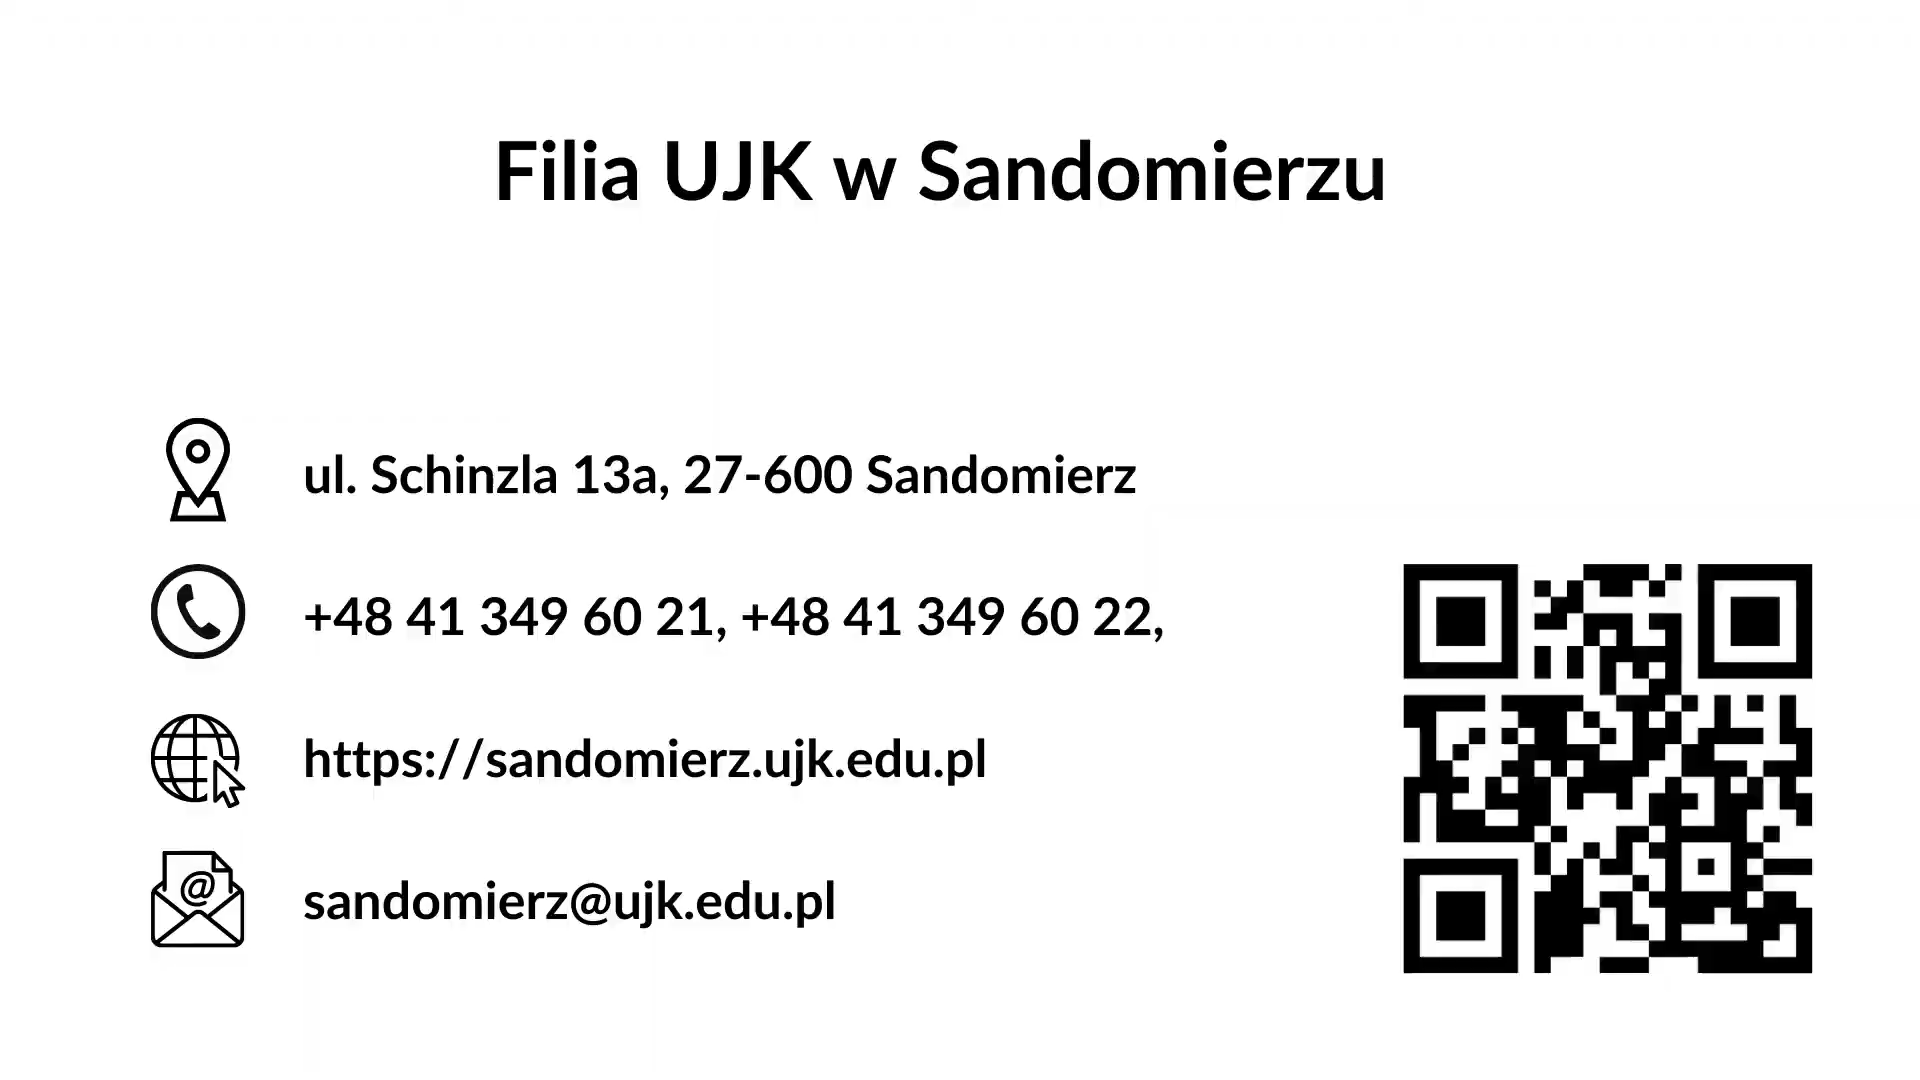 Filia UJK w Sandomierzu
ul. Schinzla 13a, 27-600 Sandomierz
+48 41 349 60 21, +48 41 349 60 22,
https://sandomierz.ujk.edu.pl
@
sandomierz@ujk.edu.pl